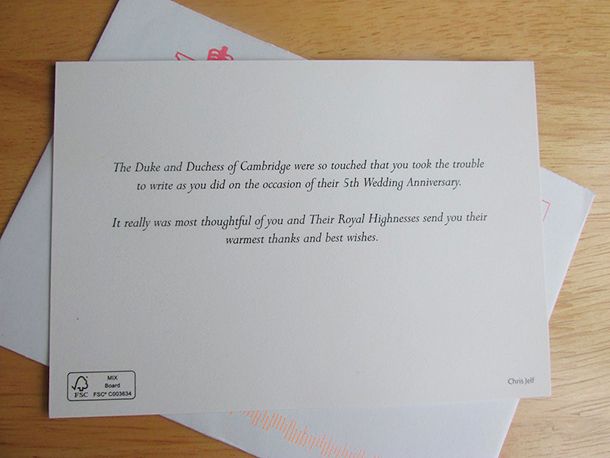 The Duke and Duchess of Cambridge were so touched that you took the trouble
to write as you did on the occasion of their 5th Wedding Anniversary.
It really was most thoughtful of you and Their Royal Highnesses send you their
warmest thanks and best wishes.
MIX
Board
FSC
FSC® C003634
Chris Jelf